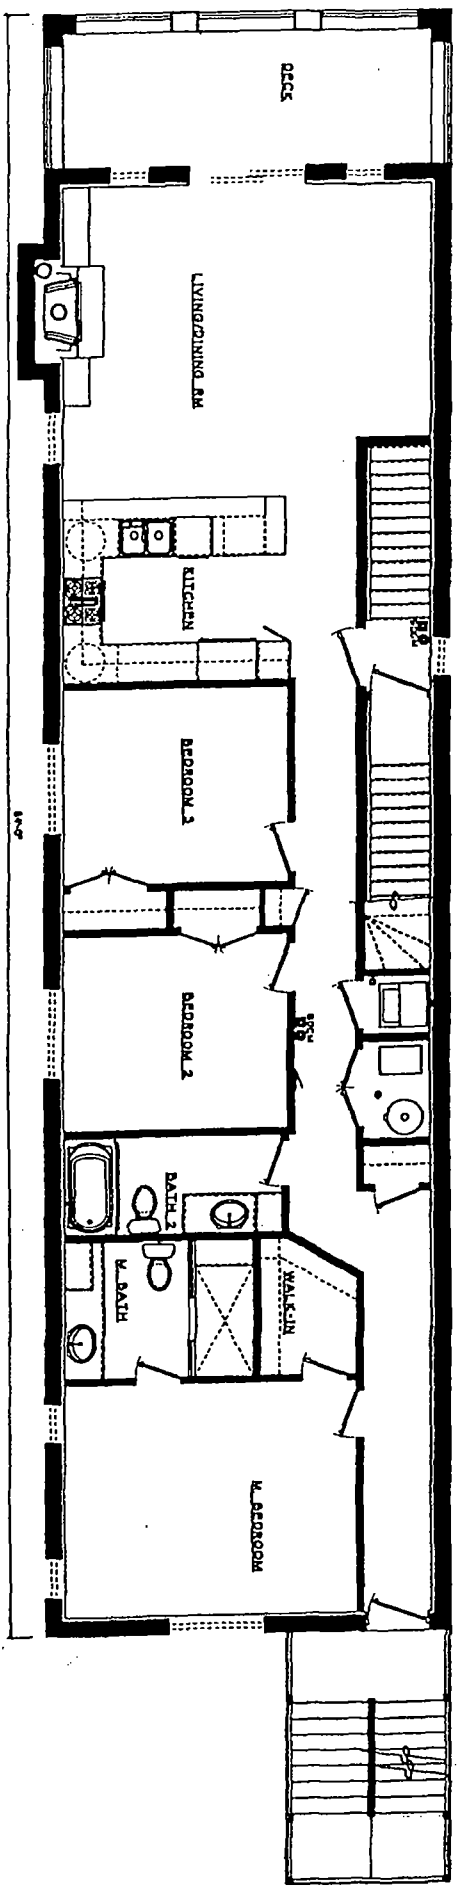 DECK
LIVING/DINING RM
KITCHEN
BEDROOM 3
BEDROOM 2
BATH 2
M. BATH
WALK-IN
M. BEDROOM